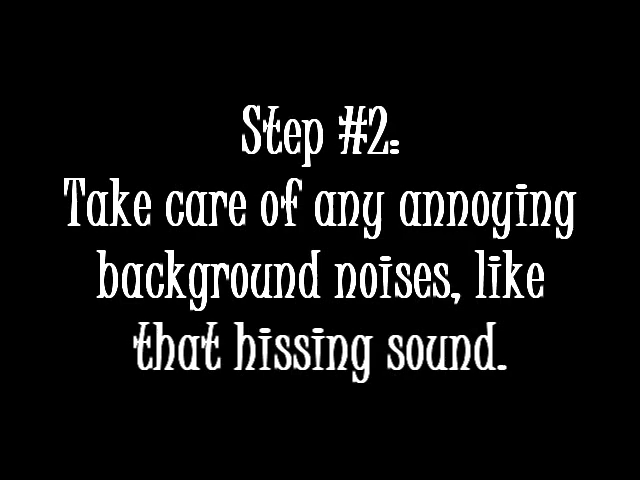 Step #2:
Take care of any annoying
background noises, like
that hissing sound.